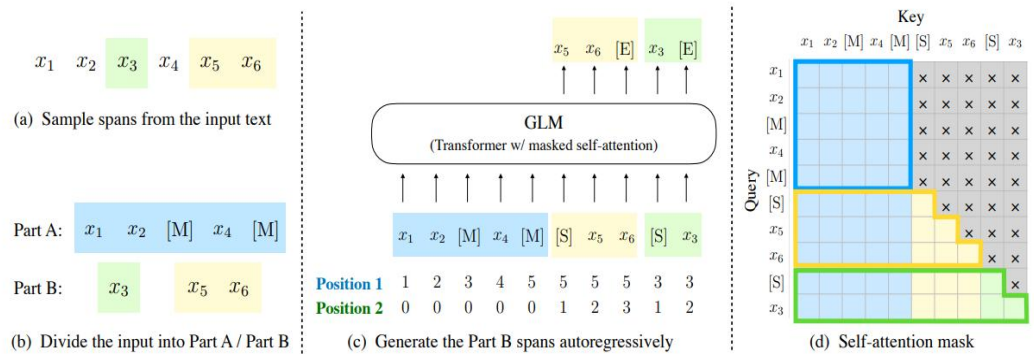 x₁ x₂ x₃ x₄ x₅ x₆
(a) Sample spans from the input text
Part A: x₁ x₂ [M] x₄ [M]
Part B: x₃ x₅ x₆
(b) Divide the input into Part A / Part B
x₅ x₆ [E] x₃ [E]
GLM
(Transformer w/ masked self-attention)
x₁ x₂ [M] x₄ [M] [S] x₅ x₆ [S] x₃
Position 1 1 2 3 4 5 5 5 5 3 3
Position 2 0 0 0 0 0 1 2 3 1 2
(c) Generate the Part B spans autoregressively
Key
x₁ x₂ [M] x₄ [M] [S] x₅ x₆ [S] x₃
Query
x₁ × × × × ×
x₂ × × × × ×
[M] × × × × ×
x₄ × × × × ×
[M] × × × × ×
[S] × × × ×
x₅ × × ×
x₆ × ×
[S] ×
x₃
(d) Self-attention mask